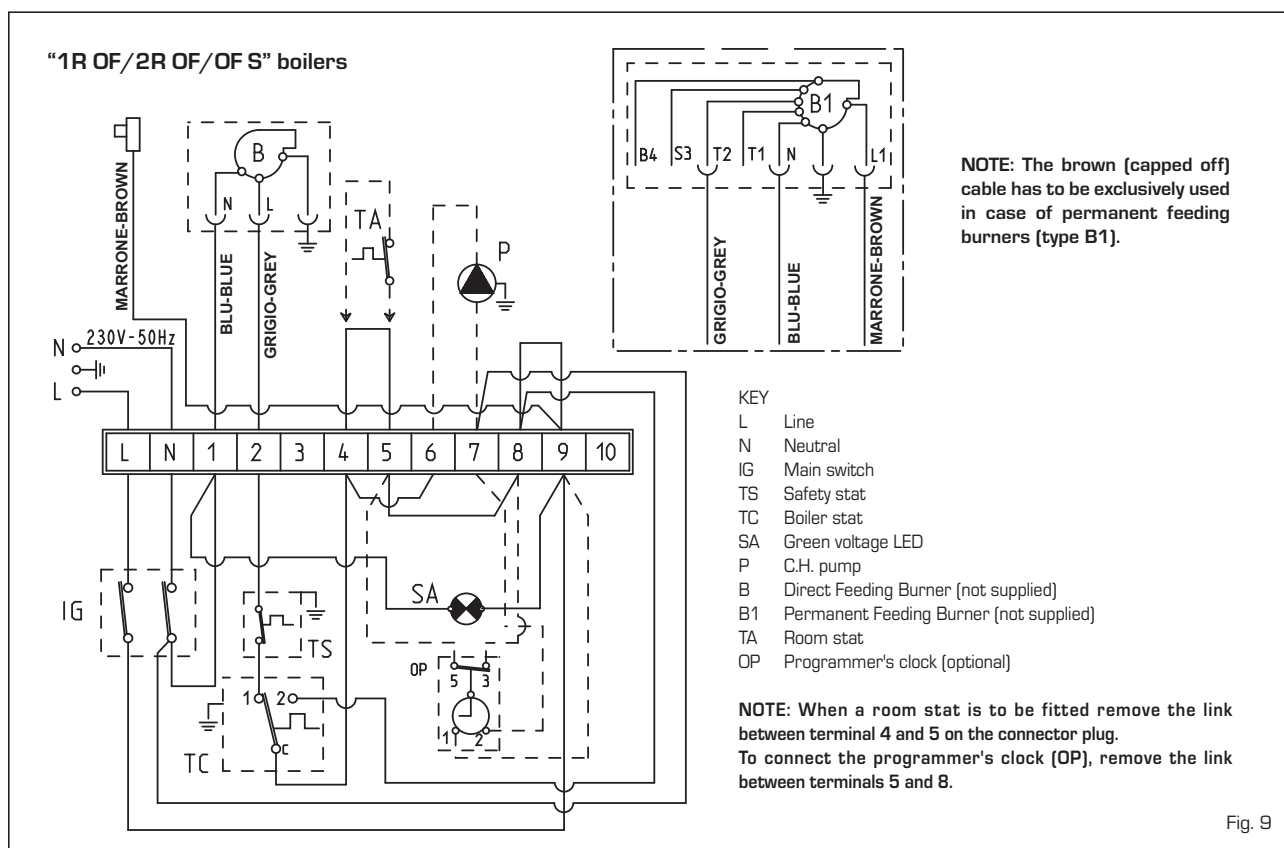 “1R OF/2R OF/OF S” boilers
MARRONE-BROWN
B
N L
BLU-BLUE
GRIGIO-GREY
TA
P
B1
B4 S3 T2 T1 N L1
GRIGIO-GREY
BLU-BLUE
MARRONE-BROWN
NOTE: The brown (capped off)
cable has to be exclusively used
in case of permanent feeding
burners (type B1).
N 230V-50Hz
L
L N 1 2 3 4 5 6 7 8 9 10
IG
TS
1 2
C
TC
SA
OP
5 3
1 2
KEY
L Line
N Neutral
IG Main switch
TS Safety stat
TC Boiler stat
SA Green voltage LED
P C.H. pump
B Direct Feeding Burner (not supplied)
B1 Permanent Feeding Burner (not supplied)
TA Room stat
OP Programmer's clock (optional)
NOTE: When a room stat is to be fitted remove the link
between terminal 4 and 5 on the connector plug.
To connect the programmer's clock (OP), remove the link
between terminals 5 and 8.
Fig. 9